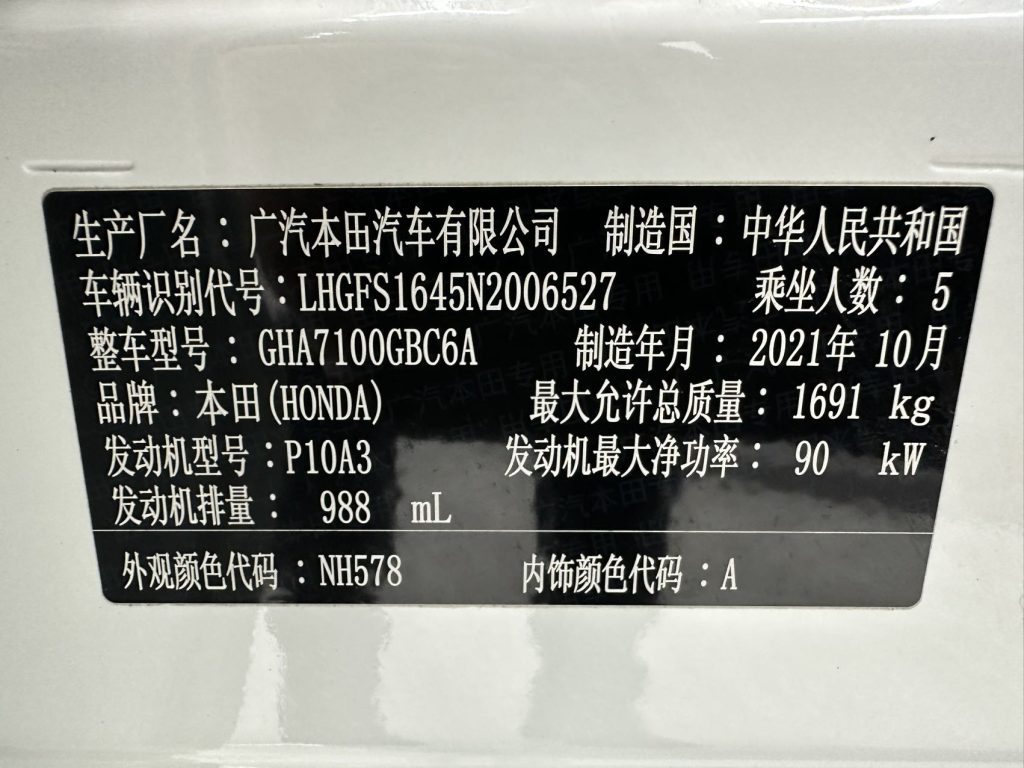 生产厂名：广汽本田汽车有限公司 制造国：中华人民共和国
车辆识别代号：LHGFS1645N2006527 乘坐人数：5
整车型号：GHA7100GBC6A 制造年月：2021年10月
品牌：本田(HONDA) 最大允许总质量：1691 kg
发动机型号：P10A3 发动机最大净功率：90 kW
发动机排量：988 mL
外观颜色代码：NH578 内饰颜色代码：A